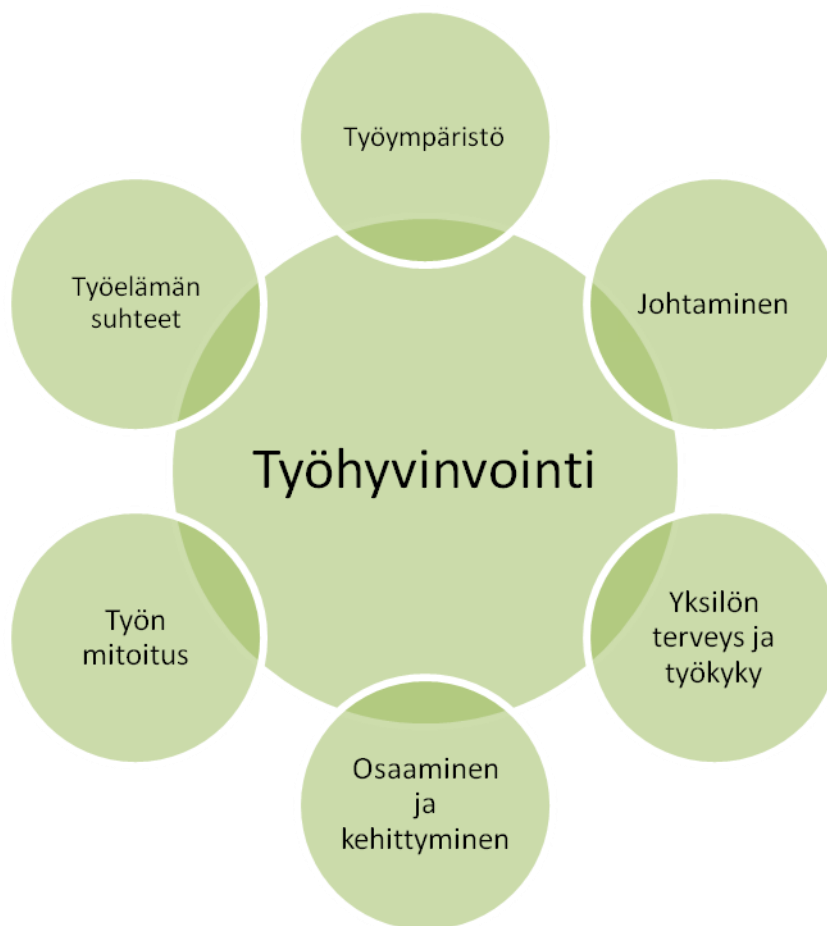 Työympäristö
Johtaminen
Yksilön
terveys ja
työkyky
Osaaminen
ja
kehittyminen
Työn
mitoitus
Työelämän
suhteet
Työhyvinvointi